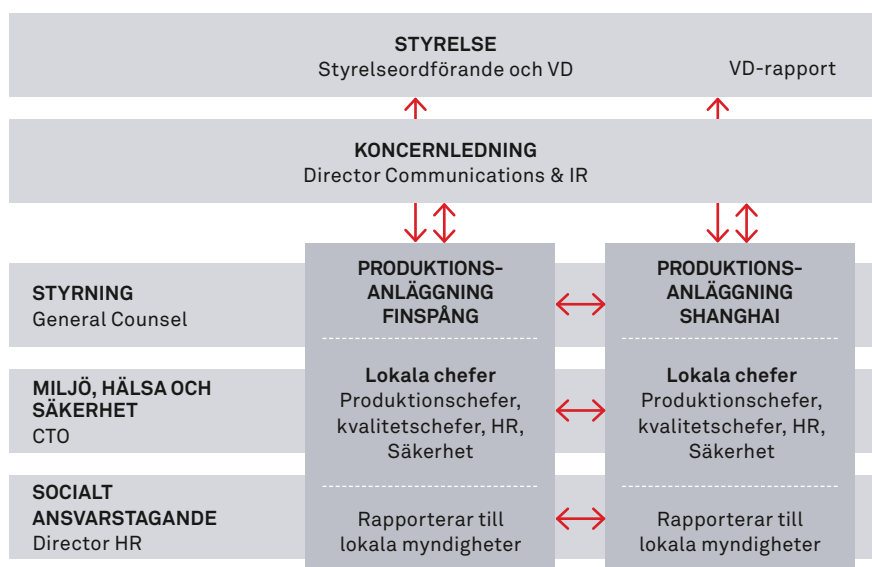 STYRELSE
Styrelseordförande och VD
VD-rapport
KONCERNLEDNING
Director Communications & IR
STYRNING
General Counsel
MILJÖ, HÄLSA OCH
SÄKERHET
CTO
SOCIALT
ANSVARSTAGANDE
Director HR
PRODUKTIONS-
ANLÄGGNING
FINSPÅNG
Lokala chefer
Produktionschefer,
kvalitetschefer, HR,
Säkerhet
Rapporterar till
lokala myndigheter
PRODUKTIONS-
ANLÄGGNING
SHANGHAI
Lokala chefer
Produktionschefer,
kvalitetschefer, HR,
Säkerhet
Rapporterar till
lokala myndigheter